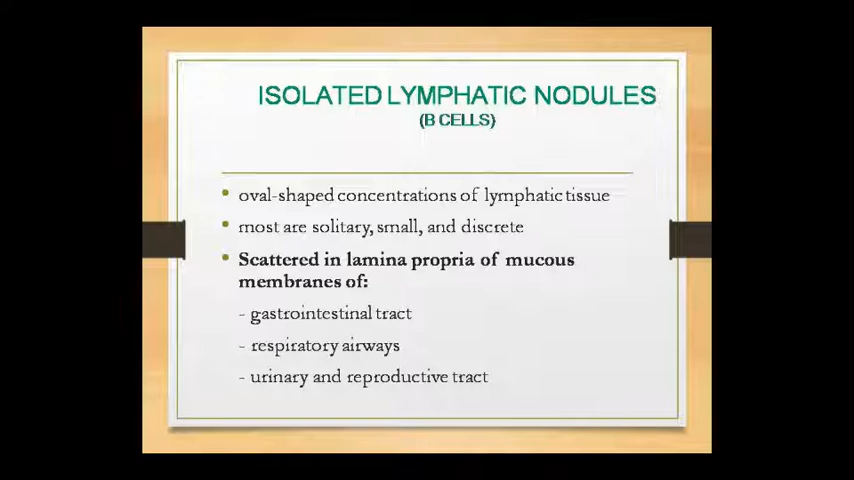 ISOLATED LYMPHATIC NODULES
(B CELLS)
• oval-shaped concentrations of lymphatic tissue
• most are solitary, small, and discrete
• Scattered in lamina propria of mucous
membranes of:
- gastrointestinal tract
- respiratory airways
- urinary and reproductive tract